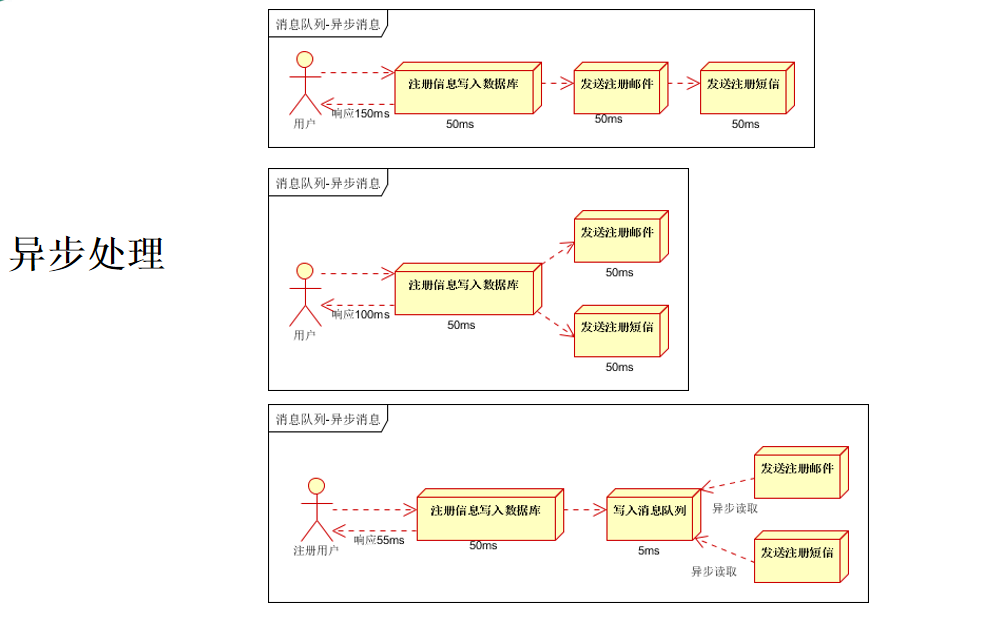 异步处理
消息队列-异步消息
注册信息写入数据库
发送注册邮件
发送注册短信
响应150ms
用户
50ms
50ms
50ms
消息队列-异步消息
发送注册邮件
50ms
注册信息写入数据库
响应100ms
用户
50ms
发送注册短信
50ms
消息队列-异步消息
发送注册邮件
异步读取
注册信息写入数据库
写入消息队列
响应55ms
注册用户
50ms
5ms
发送注册短信
异步读取